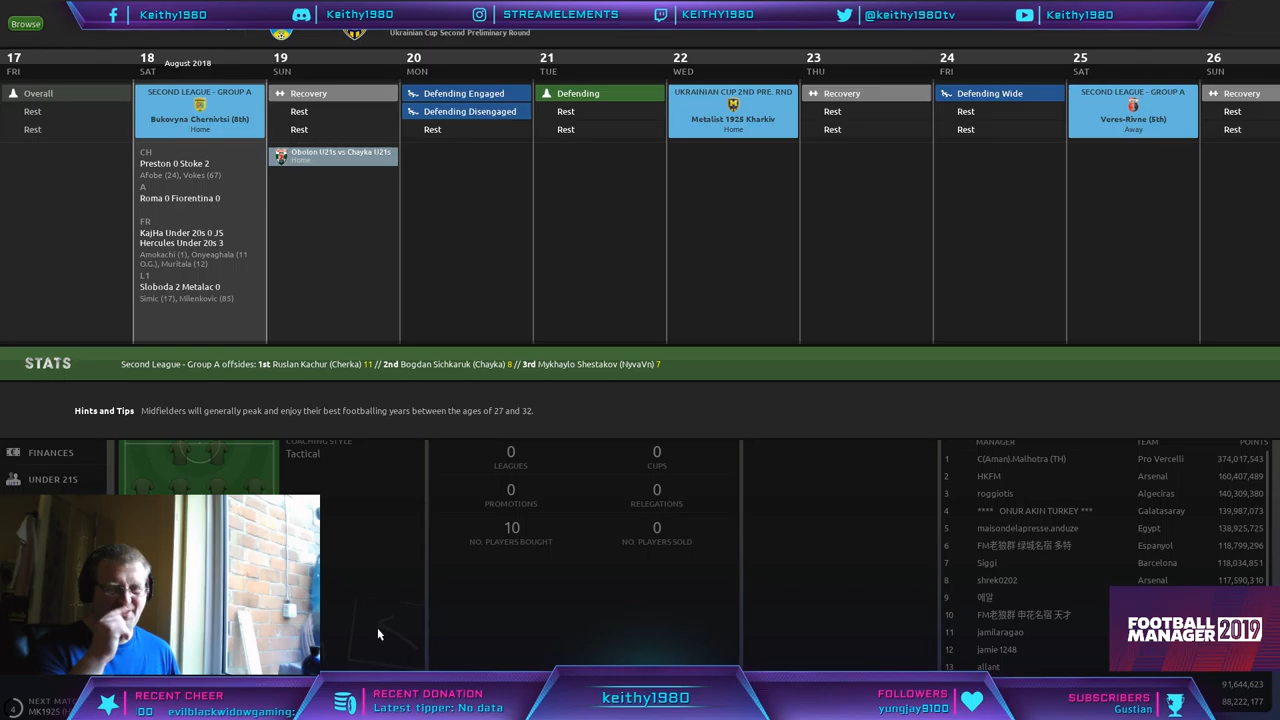 Keithy1980
Keithy1980
STREAMELEMENTS
KEITHY1980
@keithy1980tv
Keithy1980
Browse
Ukrainian Cup Second Preliminary Round
August 2018
17
FRI
18
SAT
19
SUN
20
MON
21
TUE
22
WED
23
THU
24
FRI
25
SAT
26
SUN
Overall
Rest
Rest
SECOND LEAGUE - GROUP A
Bukovyna Chernivtsi (8th)
Home
Recovery
Rest
Rest
Defending Engaged
Defending Disengaged
Rest
Defending
Rest
Rest
UKRAINIAN CUP 2ND PRE. RND
Metalist 1925 Kharkiv
Home
Recovery
Rest
Rest
Defending Wide
Rest
Rest
SECOND LEAGUE - GROUP A
Veres-Rivne (5th)
Away
Recovery
Rest
Rest
CH
Preston 0 Stoke 2
Afobe (24), Vokes (67)
A
Roma 0 Fiorentina 0
FR
KajHa Under 20s 0 JS
Hercules Under 20s 3
Amokachi (1), Onyeaghala (11
O.G.), Muritala (12)
L1
Sloboda 2 Metalac 0
Simic (17), Milenkovic (85)
Obolon U21s vs Chayka U21s
Home
STATS
Second League - Group A offsides: 1st Ruslan Kachur (Cherka) 11 // 2nd Bogdan Sichkaruk (Chayka) 8 // 3rd Mykhaylo Shestakov (NyvaVn) 7
Hints and Tips Midfielders will generally peak and enjoy their best footballing years between the ages of 27 and 32.
FINANCES
UNDER 21S
COACHING STYLE
Tactical
0
LEAGUES
0
CUPS
0
PROMOTIONS
0
RELEGATIONS
10
NO. PLAYERS BOUGHT
0
NO. PLAYERS SOLD
MANAGER TEAM POINTS
1 C(Aman).Malhotra (TH) Pro Vercelli 374,017,543
2 HKFM Arsenal 160,407,489
3 roggiotis Algeciras 140,309,380
4 **** ONUR AKIN TURKEY *** Galatasaray 139,987,073
5 maisondelapresse.anduze Egypt 138,925,725
6 FM老狼群 绿城名宿 多特 Espanyol 118,799,296
7 Siggi Barcelona 118,034,851
8 shrek0202 Arsenal 117,590,310
9 애말
10 FM老狼群 申花名宿 天才
11 jamilaragao
12 jamie1248
13 allant
91,644,623
88,222,177
FOOTBALL
MANAGER 2019
4 NEXT MAT
MK1925 (H
RECENT CHEER
100 evilblackwidowgaming:
RECENT DONATION
Latest tipper: No data
keithy1980
FOLLOWERS
yungjay9100
SUBSCRIBERS
Gustian